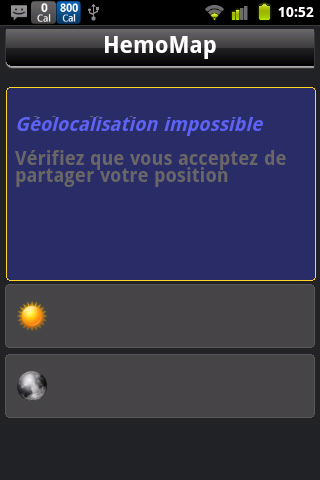 0 800 10:52
Cal Cal
HemoMap
Géolocalisation impossible
Vérifiez que vous acceptez de
partager votre position